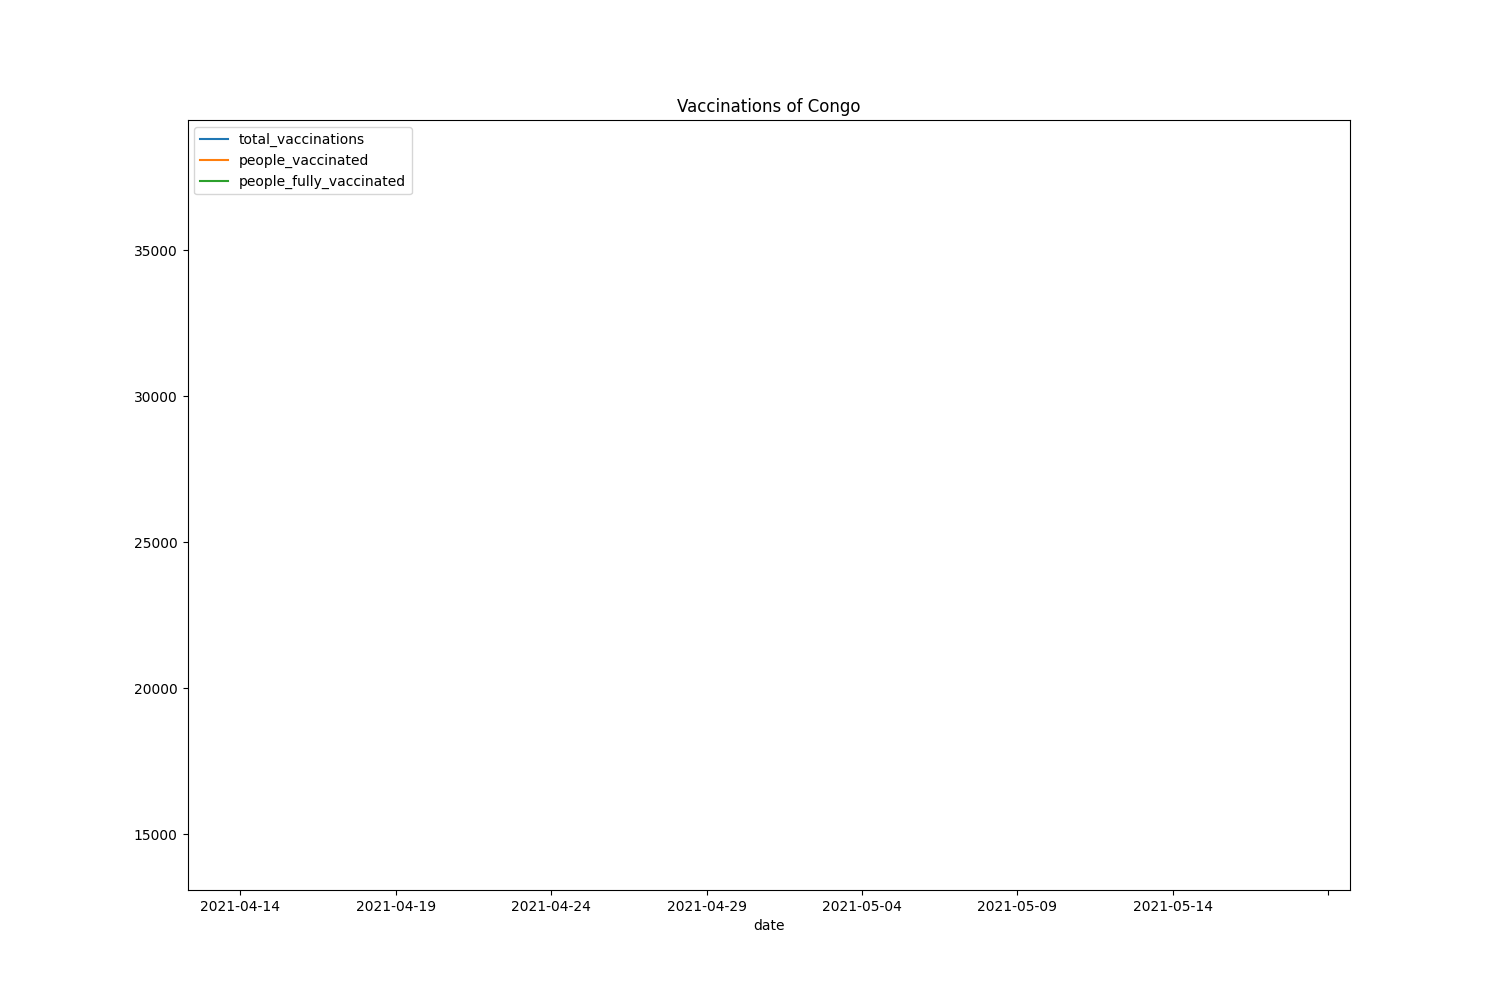 Vaccinations of Congo
total_vaccinations
people_vaccinated
people_fully_vaccinated
35000
30000
25000
20000
15000
2021-04-14 2021-04-19 2021-04-24 2021-04-29 2021-05-04 2021-05-09 2021-05-14
date